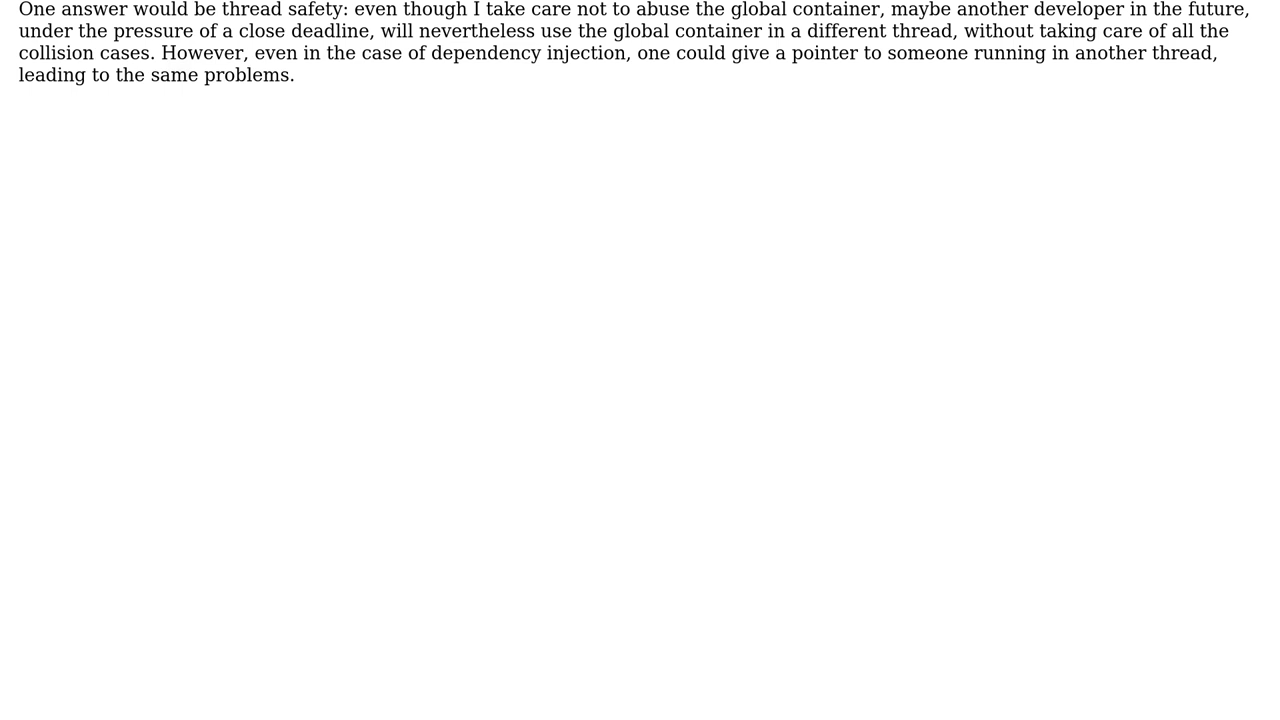 One answer would be thread safety: even though I take care not to abuse the global container, maybe another developer in the future,
under the pressure of a close deadline, will nevertheless use the global container in a different thread, without taking care of all the
collision cases. However, even in the case of dependency injection, one could give a pointer to someone running in another thread,
leading to the same problems.